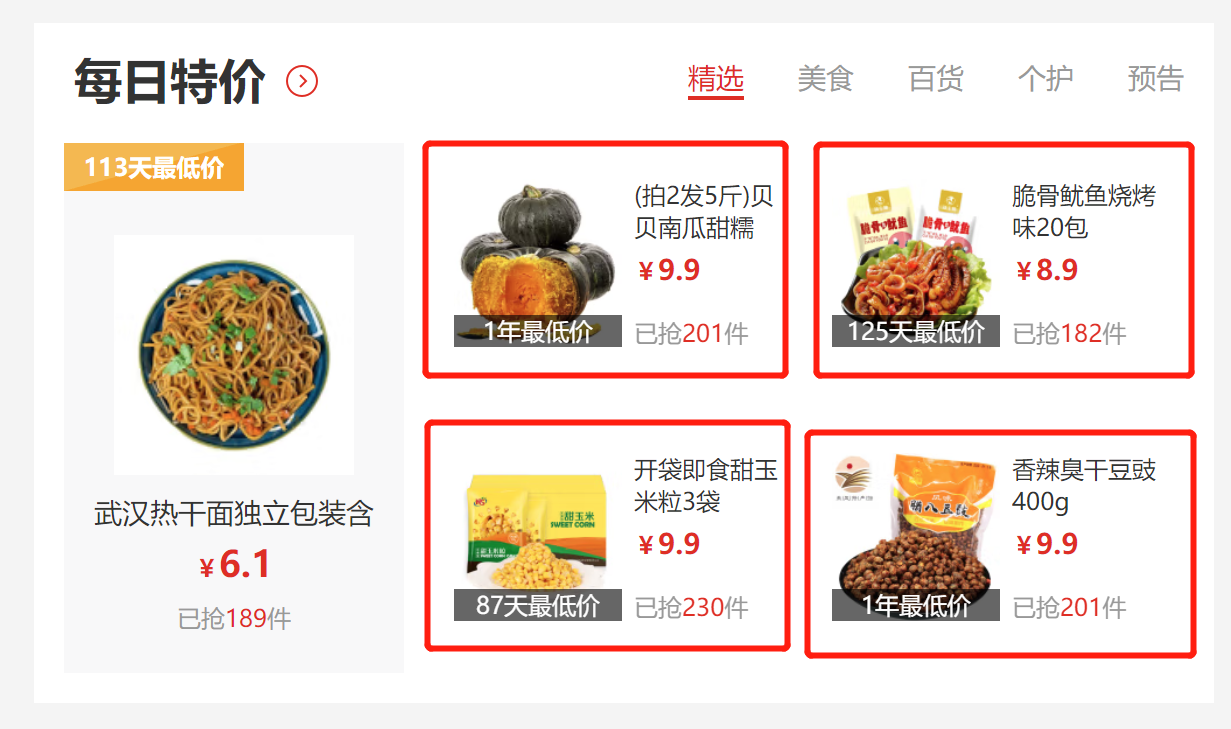 每日特价
精选 美食 百货 个护 预告
113天最低价
武汉热干面独立包装含
¥6.1
已抢189件
(拍2发5斤)贝
贝南瓜甜糯
¥9.9
已抢201件
1年最低价
脆骨鱿鱼烧烤
味20包
¥8.9
已抢182件
脆骨鱿鱼
脆骨鱿鱼
125天最低价
开袋即食甜玉
米粒3袋
¥9.9
已抢230件
甜玉米
SWEET CORN
87天最低价
香辣臭干豆豉
400g
¥9.9
已抢201件
腊八豆豉
1年最低价